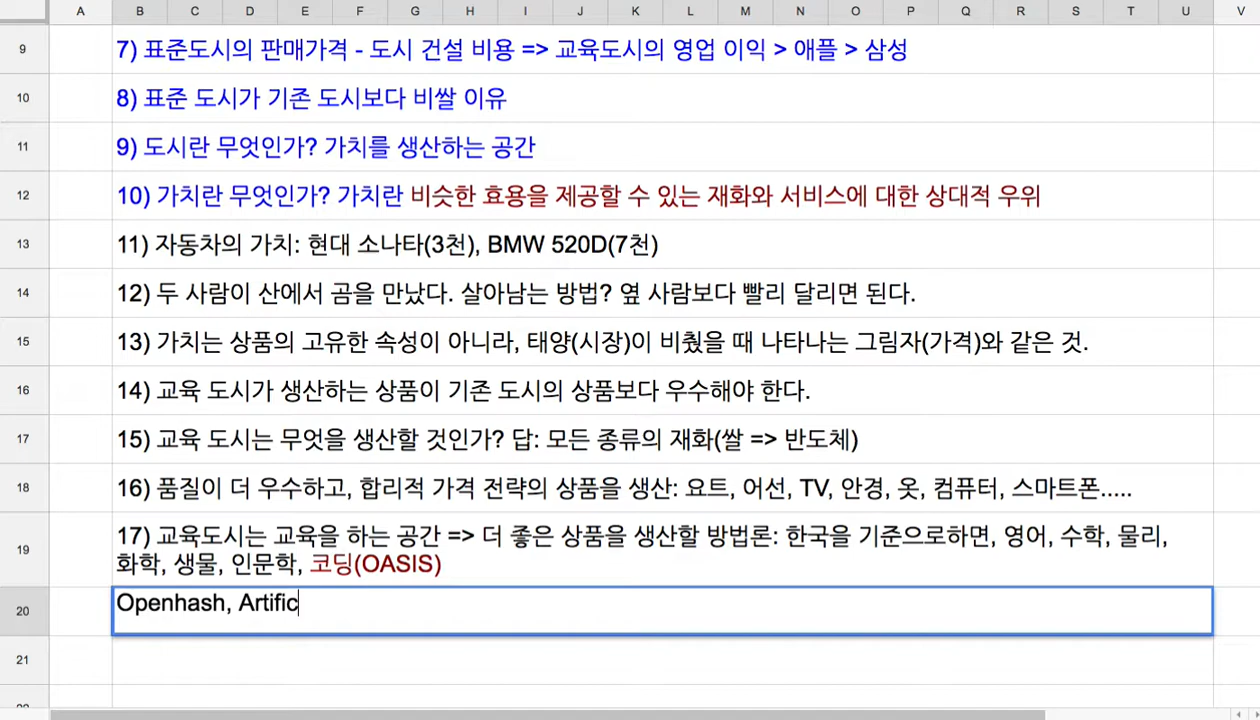 A B C D E F G H I J K L M N O P Q R S T U V
9 7) 표준도시의 판매가격 - 도시 건설 비용 => 교육도시의 영업 이익 > 애플 > 삼성
10 8) 표준 도시가 기존 도시보다 비쌀 이유
11 9) 도시란 무엇인가? 가치를 생산하는 공간
12 10) 가치란 무엇인가? 가치란 비슷한 효용을 제공할 수 있는 재화와 서비스에 대한 상대적 우위
13 11) 자동차의 가치: 현대 소나타(3천), BMW 520D(7천)
14 12) 두 사람이 산에서 곰을 만났다. 살아남는 방법? 옆 사람보다 빨리 달리면 된다.
15 13) 가치는 상품의 고유한 속성이 아니라, 태양(시장)이 비췄을 때 나타나는 그림자(가격)와 같은 것.
16 14) 교육 도시가 생산하는 상품이 기존 도시의 상품보다 우수해야 한다.
17 15) 교육 도시는 무엇을 생산할 것인가? 답: 모든 종류의 재화(쌀 => 반도체)
18 16) 품질이 더 우수하고, 합리적 가격 전략의 상품을 생산: 요트, 어선, TV, 안경, 옷, 컴퓨터, 스마트폰.....
19 17) 교육도시는 교육을 하는 공간 => 더 좋은 상품을 생산할 방법론: 한국을 기준으로하면, 영어, 수학, 물리,
화학, 생물, 인문학, 코딩(OASIS)
20 Openhash, Artific
21